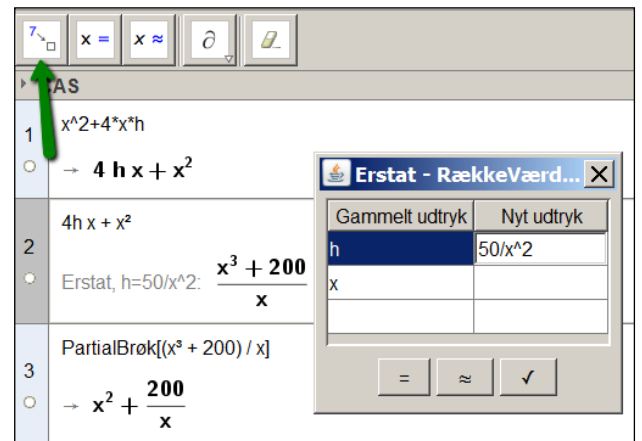 7
x =
x ≈
∂
AS
1
x^2+4*x*h
→ 4 h x + x²
2
4h x + x²
Erstat, h=50/x^2: (x³ + 200) / x
3
PartialBrøk[(x³ + 200) / x]
→ x² + 200 / x
Erstat - RækkeVærd...
Gammelt udtryk Nyt udtryk
h 50/x^2
x
= ≈ ✓